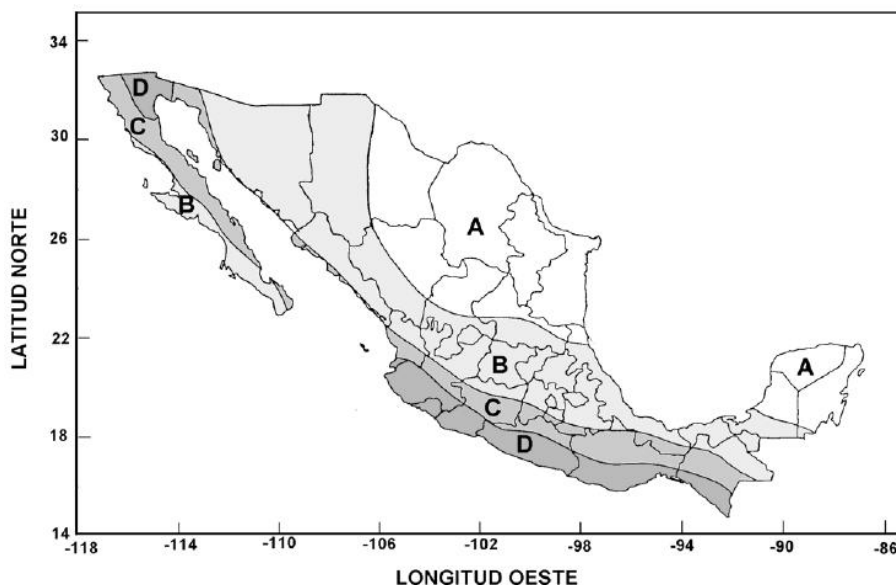 34
30
26
22
18
14
LATITUD NORTE
D
C
B
A
B
A
C
D
-118
-114
-110
-106
-102
-98
-94
-90
-86
LONGITUD OESTE